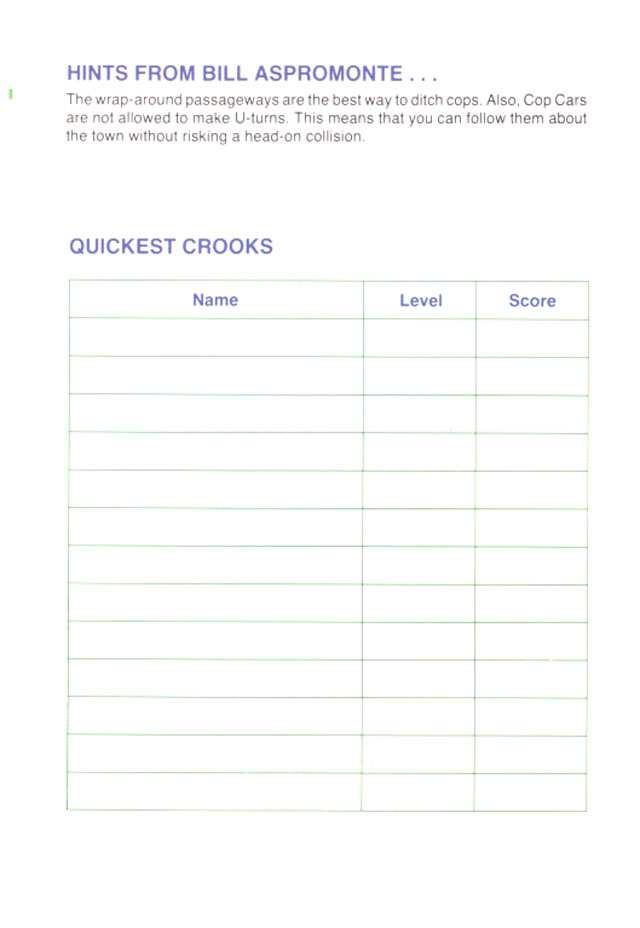 HINTS FROM BILL ASPROMONTE . . .
The wrap-around passageways are the best way to ditch cops. Also, Cop Cars
are not allowed to make U-turns. This means that you can follow them about
the town without risking a head-on collision.
QUICKEST CROOKS
Name Level Score